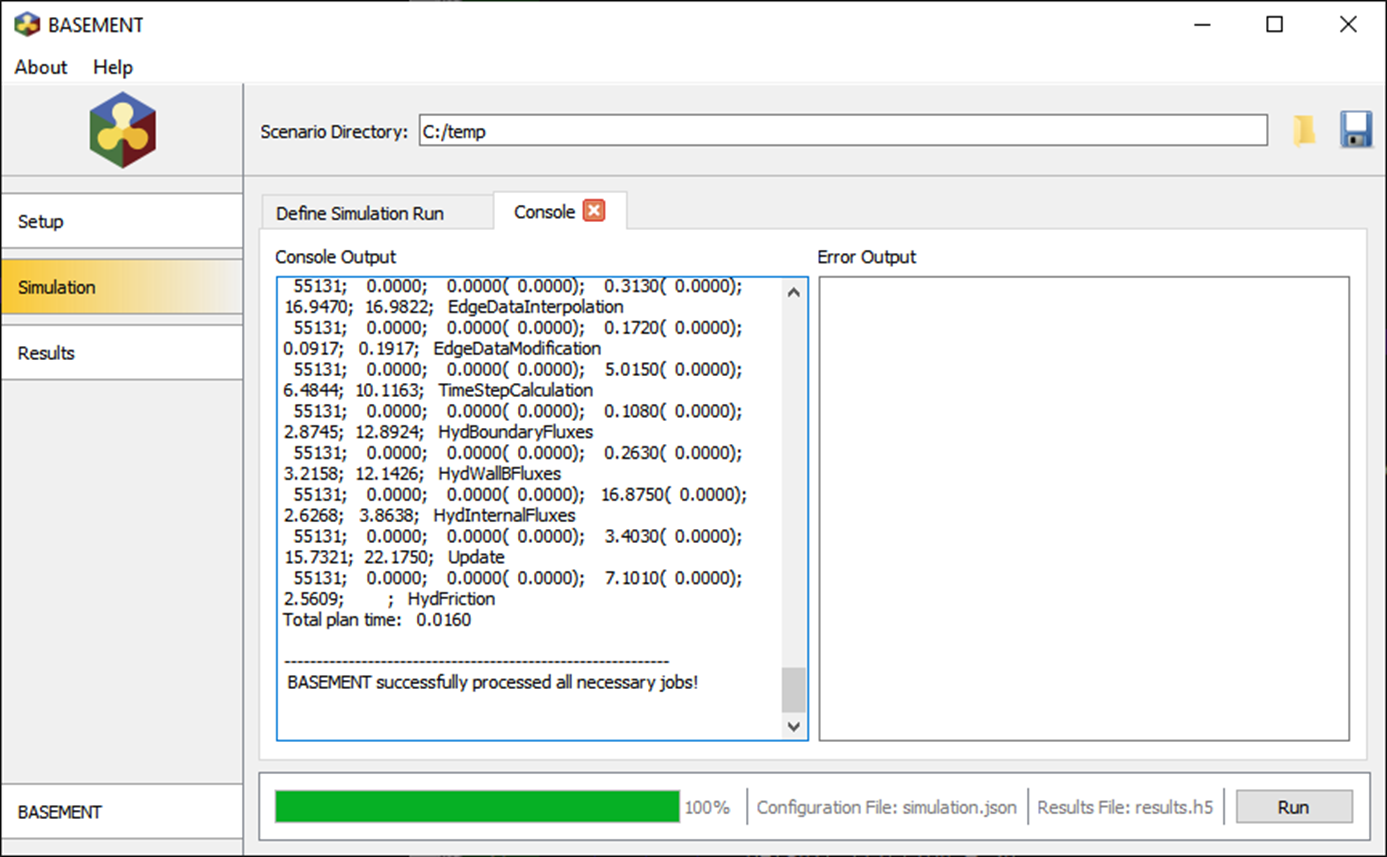 BASEMENT
About Help
Scenario Directory: C:/temp
Setup
Simulation
Results
BASEMENT
Define Simulation Run
Console
Console Output
55131; 0.0000; 0.0000( 0.0000); 0.3130( 0.0000);
16.9470; 16.9822; EdgeDataInterpolation
55131; 0.0000; 0.0000( 0.0000); 0.1720( 0.0000);
0.0917; 0.1917; EdgeDataModification
55131; 0.0000; 0.0000( 0.0000); 5.0150( 0.0000);
6.4844; 10.1163; TimeStepCalculation
55131; 0.0000; 0.0000( 0.0000); 0.1080( 0.0000);
2.8745; 12.8924; HydBoundaryFluxes
55131; 0.0000; 0.0000( 0.0000); 0.2630( 0.0000);
3.2158; 12.1426; HydWallBFluxes
55131; 0.0000; 0.0000( 0.0000); 16.8750( 0.0000);
2.6268; 3.8638; HydInternalFluxes
55131; 0.0000; 0.0000( 0.0000); 3.4030( 0.0000);
15.7321; 22.1750; Update
55131; 0.0000; 0.0000( 0.0000); 7.1010( 0.0000);
2.5609; ; HydFriction
Total plan time: 0.0160
------------------------------------------------------------
BASEMENT successfully processed all necessary jobs!
Error Output
100%
Configuration File: simulation.json
Results File: results.h5
Run